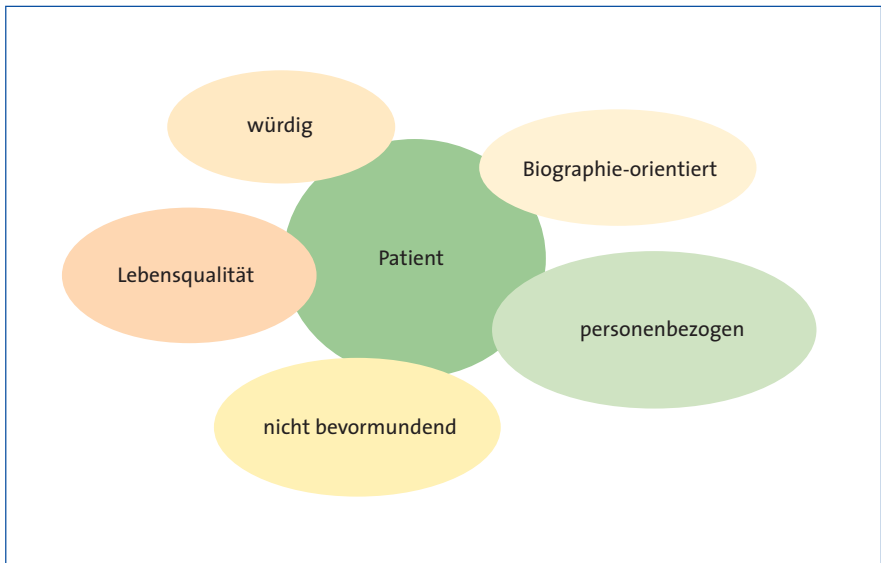 würdig
Biographie-orientiert
Patient
Lebensqualität
personenbezogen
nicht bevormundend